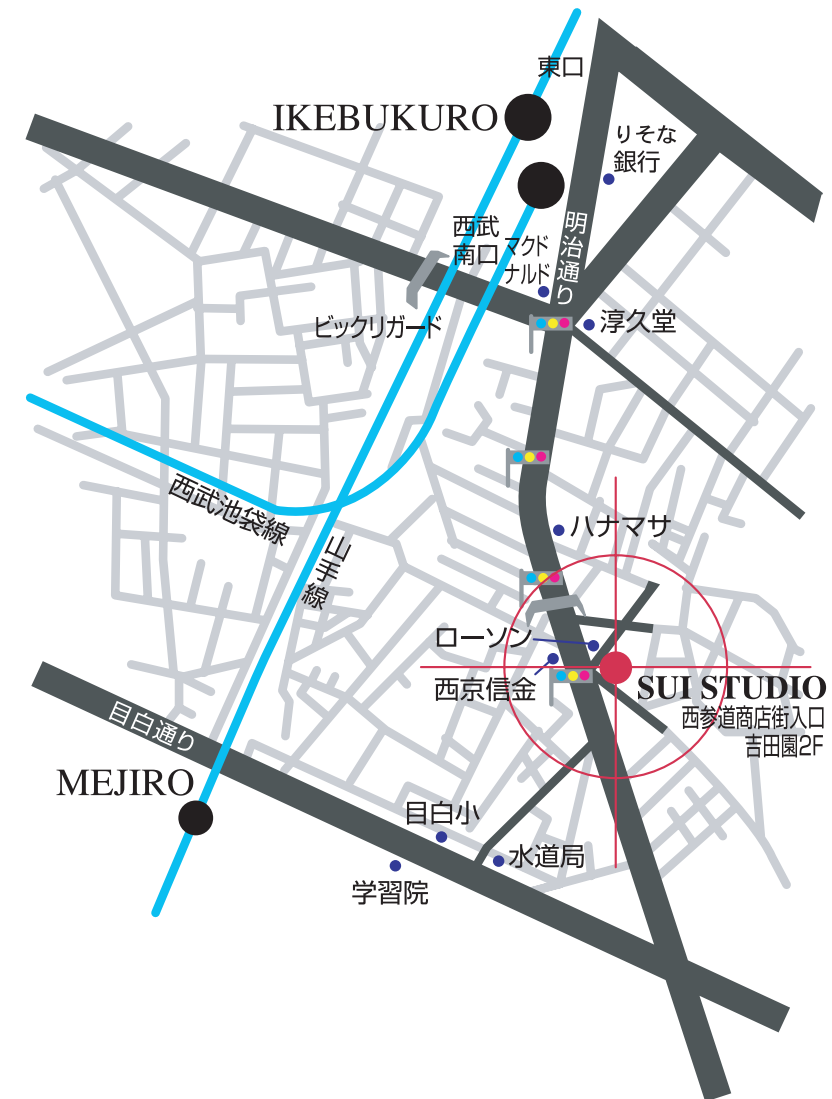 東口
IKEBUKURO
りそな
銀行
西武
南口
マクド
ナルド
明治通り
ビックリガード
淳久堂
西武池袋線
山手線
ハナマサ
ローソン
西京信金
SUI STUDIO
西参道商店街入口
吉田園2F
目白通り
MEJIRO
目白小
水道局
学習院